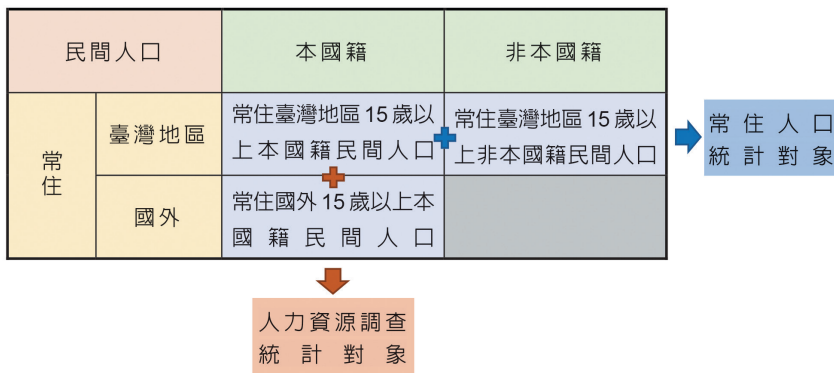 民間人口
本國籍
非本國籍
常住
臺灣地區
常住臺灣地區 15 歲以
上本國籍民間人口
常住臺灣地區 15 歲以
上非本國籍民間人口
常住人口
統計對象
國外
常住國外 15 歲以上本
國籍民間人口
人力資源調查
統計對象